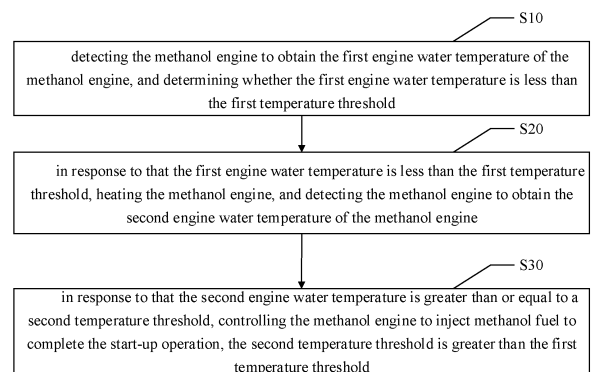 S10
detecting the methanol engine to obtain the first engine water temperature of the
methanol engine, and determining whether the first engine water temperature is less than
the first temperature threshold
S20
in response to that the first engine water temperature is less than the first temperature
threshold, heating the methanol engine, and detecting the methanol engine to obtain the
second engine water temperature of the methanol engine
S30
in response to that the second engine water temperature is greater than or equal to a
second temperature threshold, controlling the methanol engine to inject methanol fuel to
complete the start-up operation, the second temperature threshold is greater than the first
temperature threshold